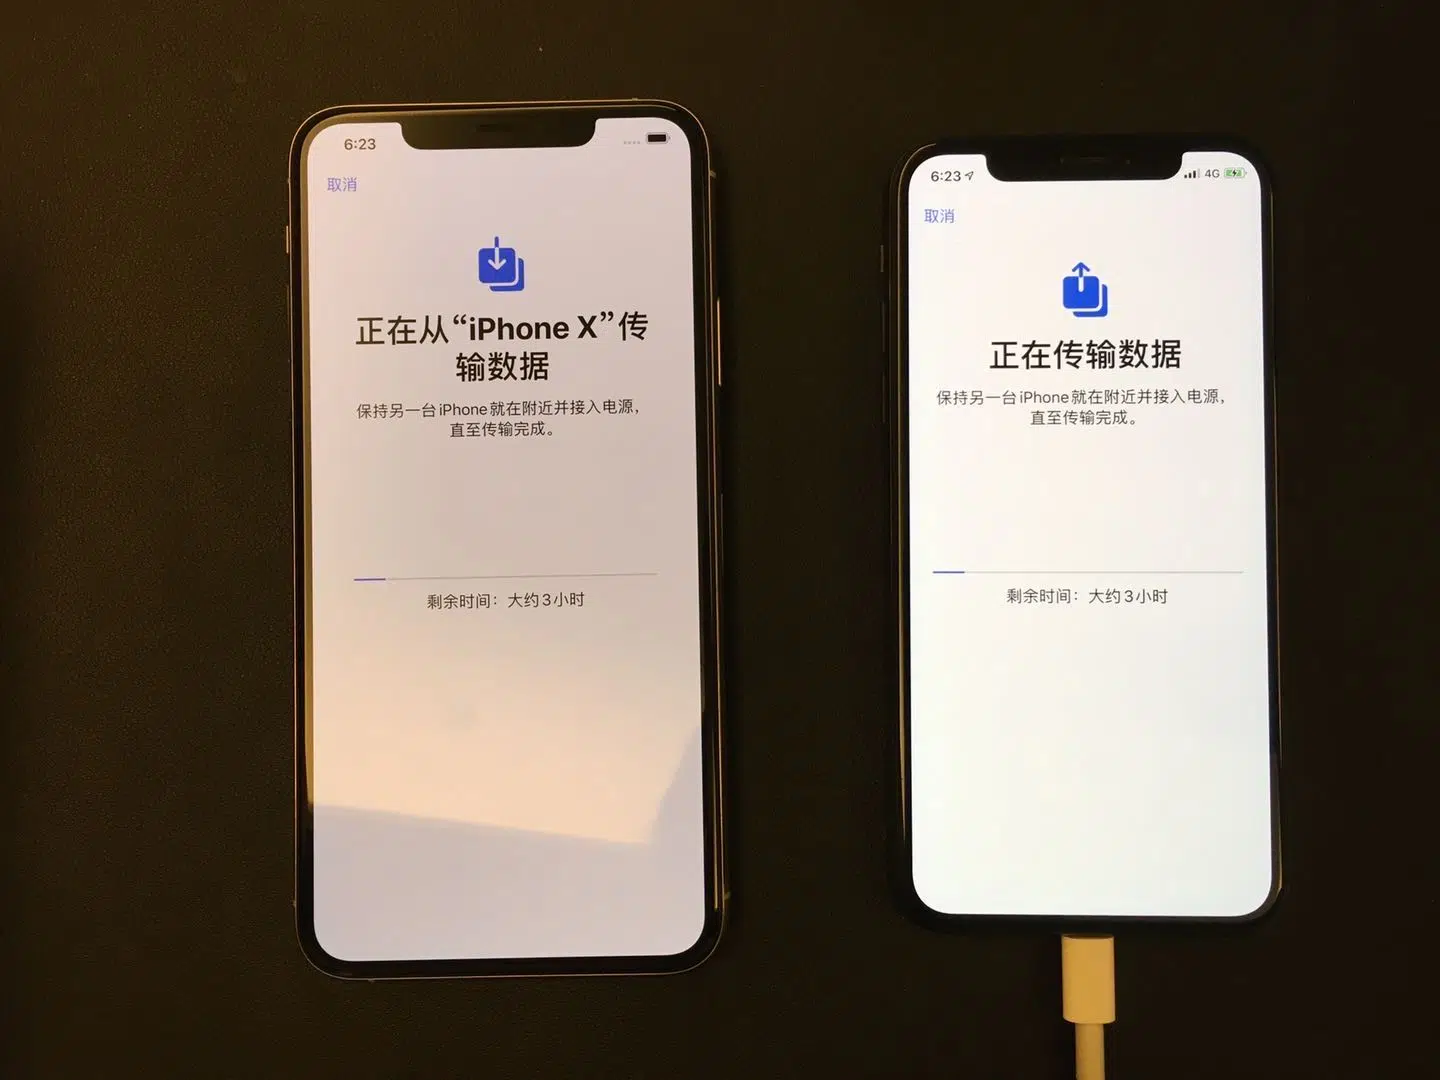 6:23
取消
正在从“iPhone X”传
输数据
保持另一台iPhone就在附近并接入电源，
直至传输完成。
剩余时间：大约3小时
6:23
4G
取消
正在传输数据
保持另一台iPhone就在附近并接入电源，
直至传输完成。
剩余时间：大约3小时